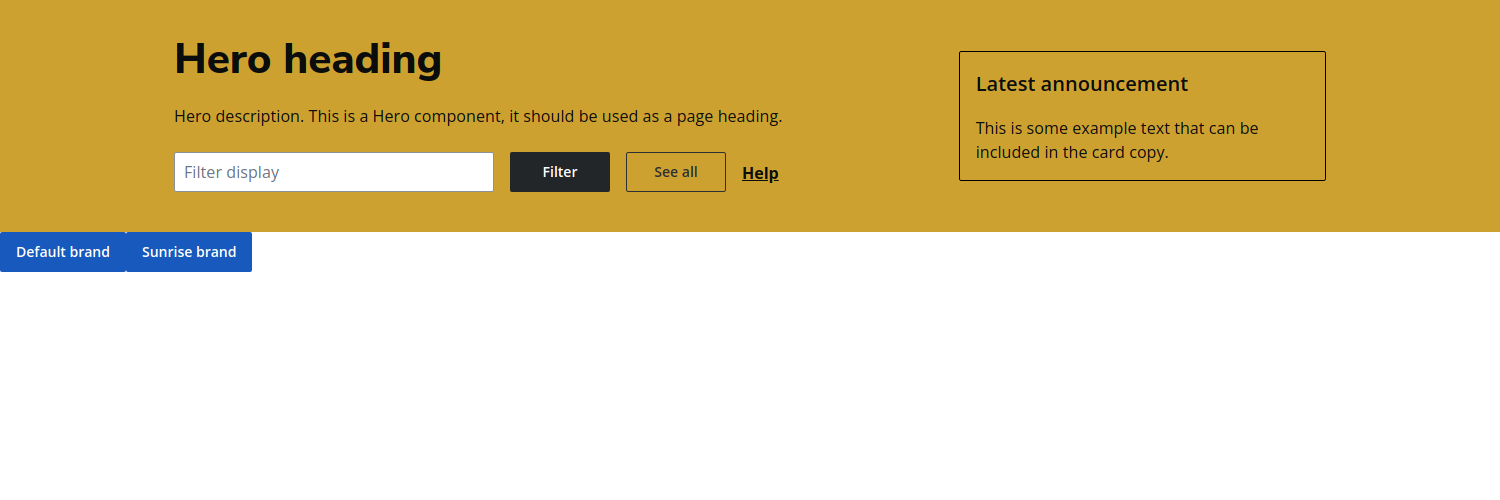 Hero heading
Hero description. This is a Hero component, it should be used as a page heading.
Filter display
Filter
See all
Help
Latest announcement
This is some example text that can be
included in the card copy.
Default brand
Sunrise brand